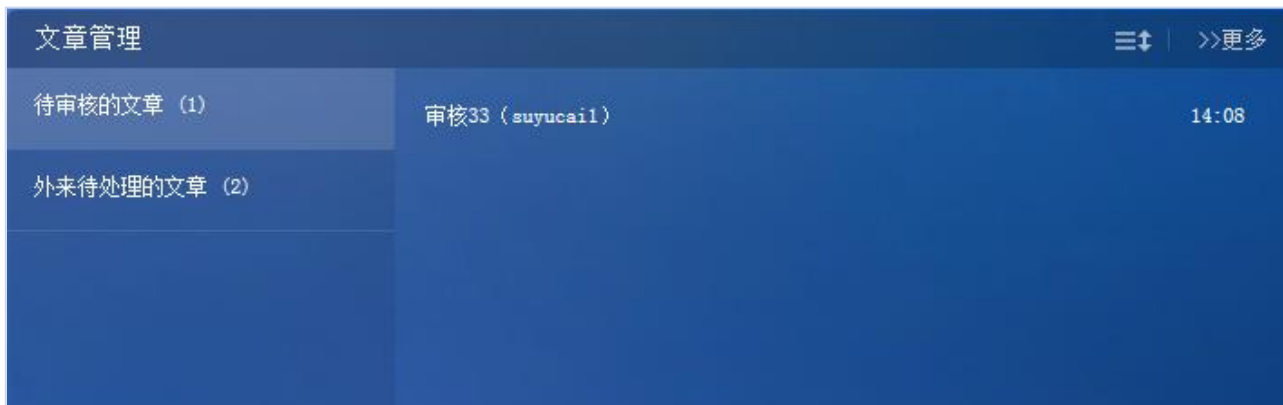 文章管理
>>更多
待审核的文章 (1)
审核33 (suyucai1)
14:08
外来待处理的文章 (2)